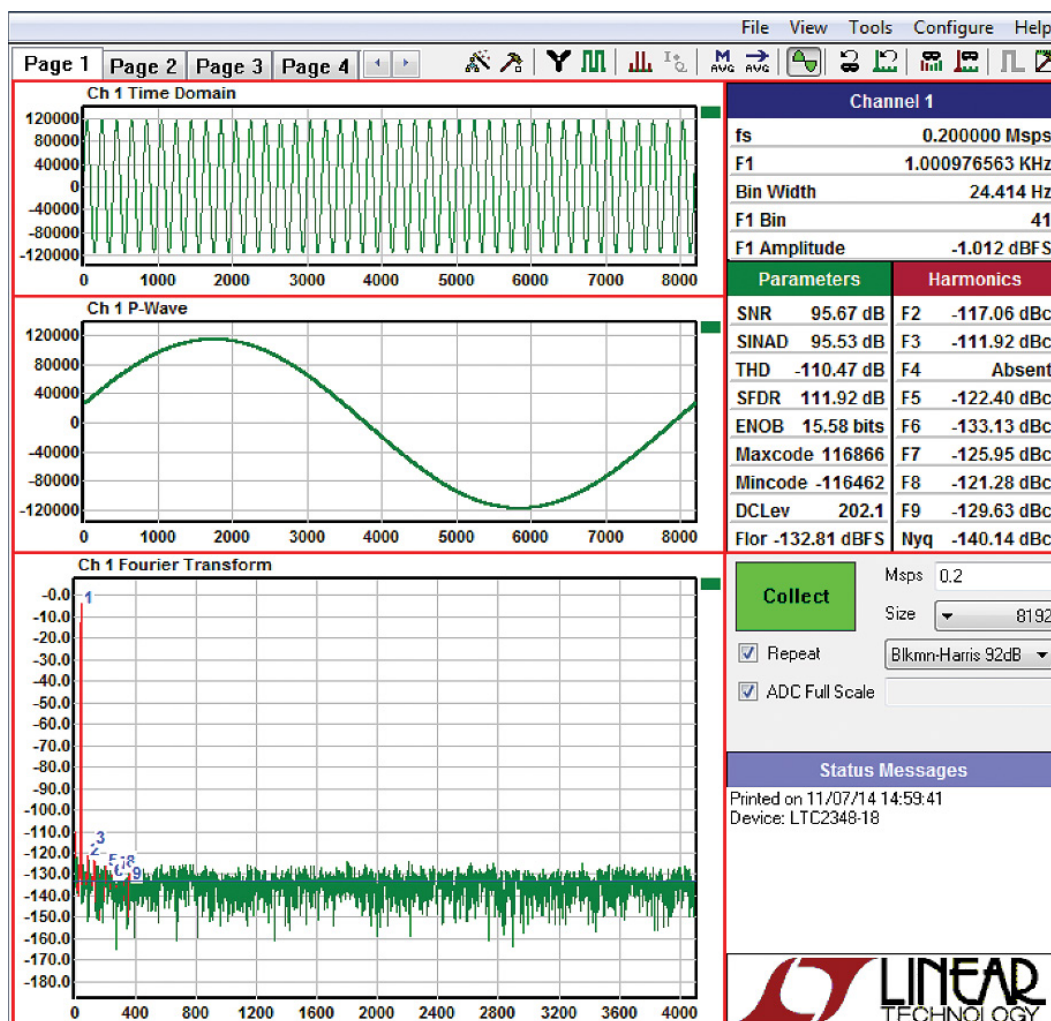 File View Tools Configure Help
Page 1 Page 2 Page 3 Page 4
M AVG AVG
Ch 1 Time Domain
120000
80000
40000
0
-40000
-80000
-120000
0 1000 2000 3000 4000 5000 6000 7000 8000
Ch 1 P-Wave
120000
80000
40000
0
-40000
-80000
-120000
0 1000 2000 3000 4000 5000 6000 7000 8000
Ch 1 Fourier Transform
-0.0
-10.0
-20.0
-30.0
-40.0
-50.0
-60.0
-70.0
-80.0
-90.0
-100.0
-110.0
-120.0
-130.0
-140.0
-150.0
-160.0
-170.0
-180.0
1
2 3 5 6 7 8 9
0 400 800 1200 1600 2000 2400 2800 3200 3600 4000
Channel 1
fs 0.200000 Msps
F1 1.000976563 KHz
Bin Width 24.414 Hz
F1 Bin 41
F1 Amplitude -1.012 dBFS
Parameters
SNR 95.67 dB
SINAD 95.53 dB
THD -110.47 dB
SFDR 111.92 dB
ENOB 15.58 bits
Maxcode 116866
Mincode -116462
DCLev 202.1
Flor -132.81 dBFS
Harmonics
F2 -117.06 dBc
F3 -111.92 dBc
F4 Absent
F5 -122.40 dBc
F6 -133.13 dBc
F7 -125.95 dBc
F8 -121.28 dBc
F9 -129.63 dBc
Nyq -140.14 dBc
Collect
Msps 0.2
Size 8192
Repeat
Blkmn-Harris 92dB
ADC Full Scale
Status Messages
Printed on 11/07/14 14:59:41
Device: LTC2348-18
LINEAR
TECHNOLOGY